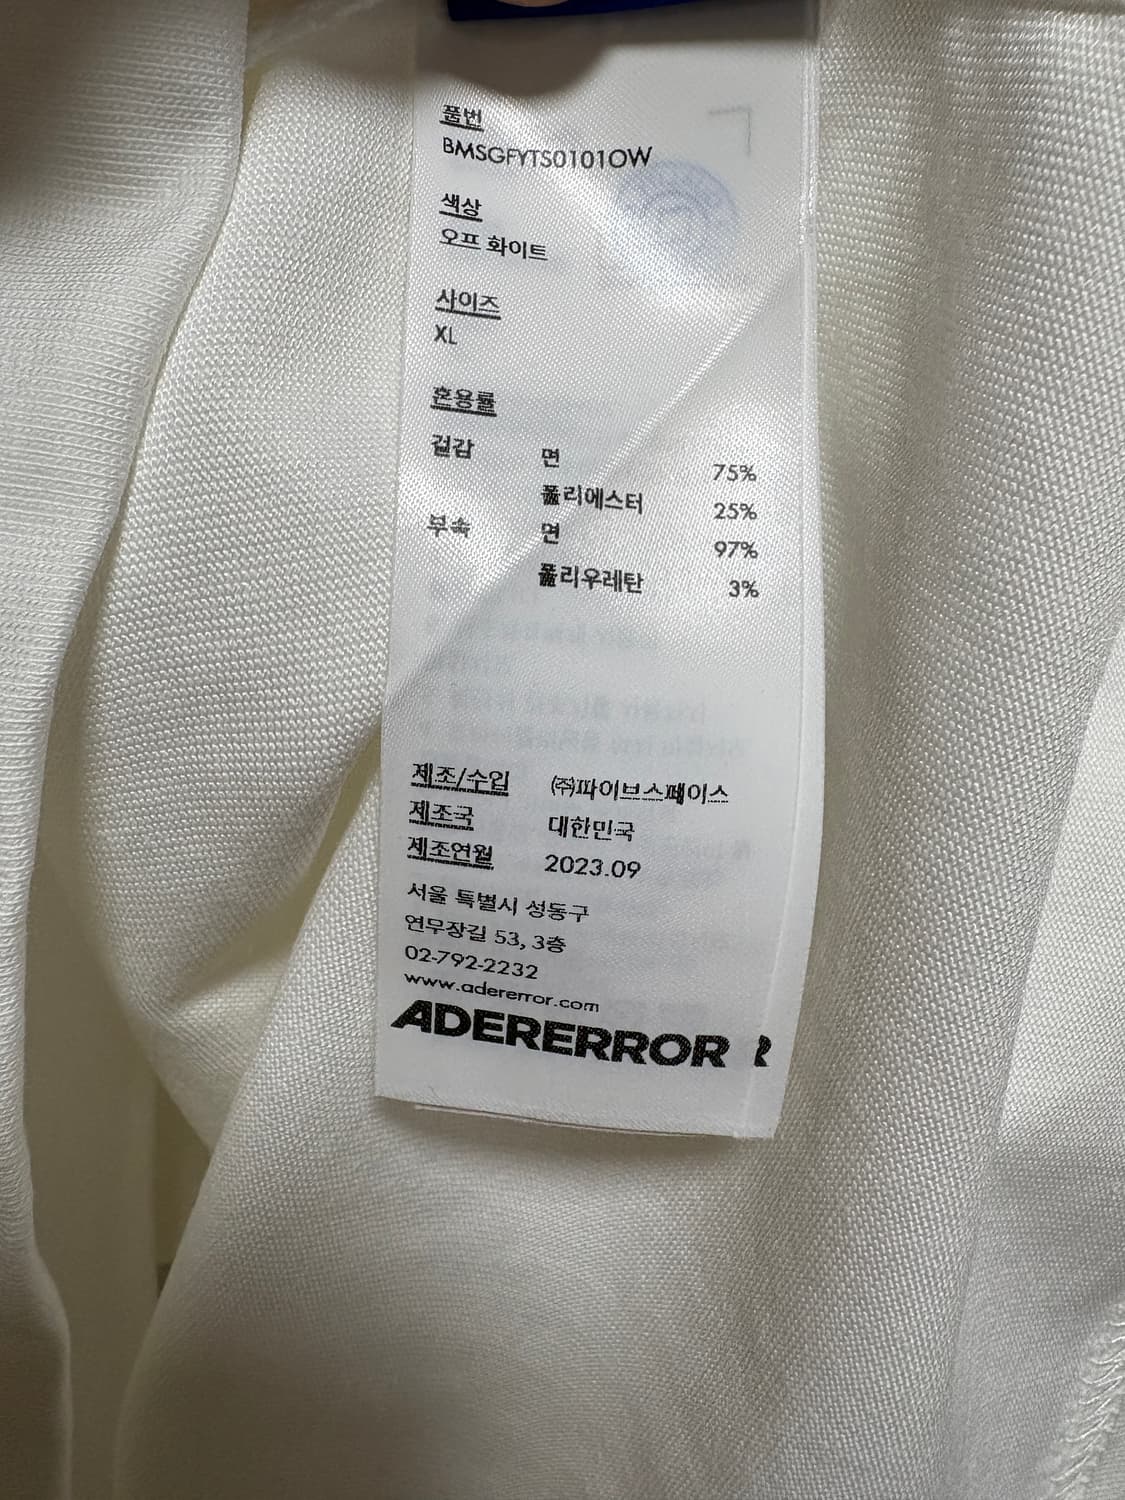 품번
BMSGFYTS0101OW
색상
오프 화이트
사이즈
XL
혼용률
겉감 면 75%
폴리에스터 25%
부속 면 97%
폴리우레탄 3%
제조/수입 ㈜파이브스페이스
제조국 대한민국
제조연월 2023.09
서울 특별시 성동구
연무장길 53, 3층
02-792-2232
www.adererror.com
ADERERROR
R